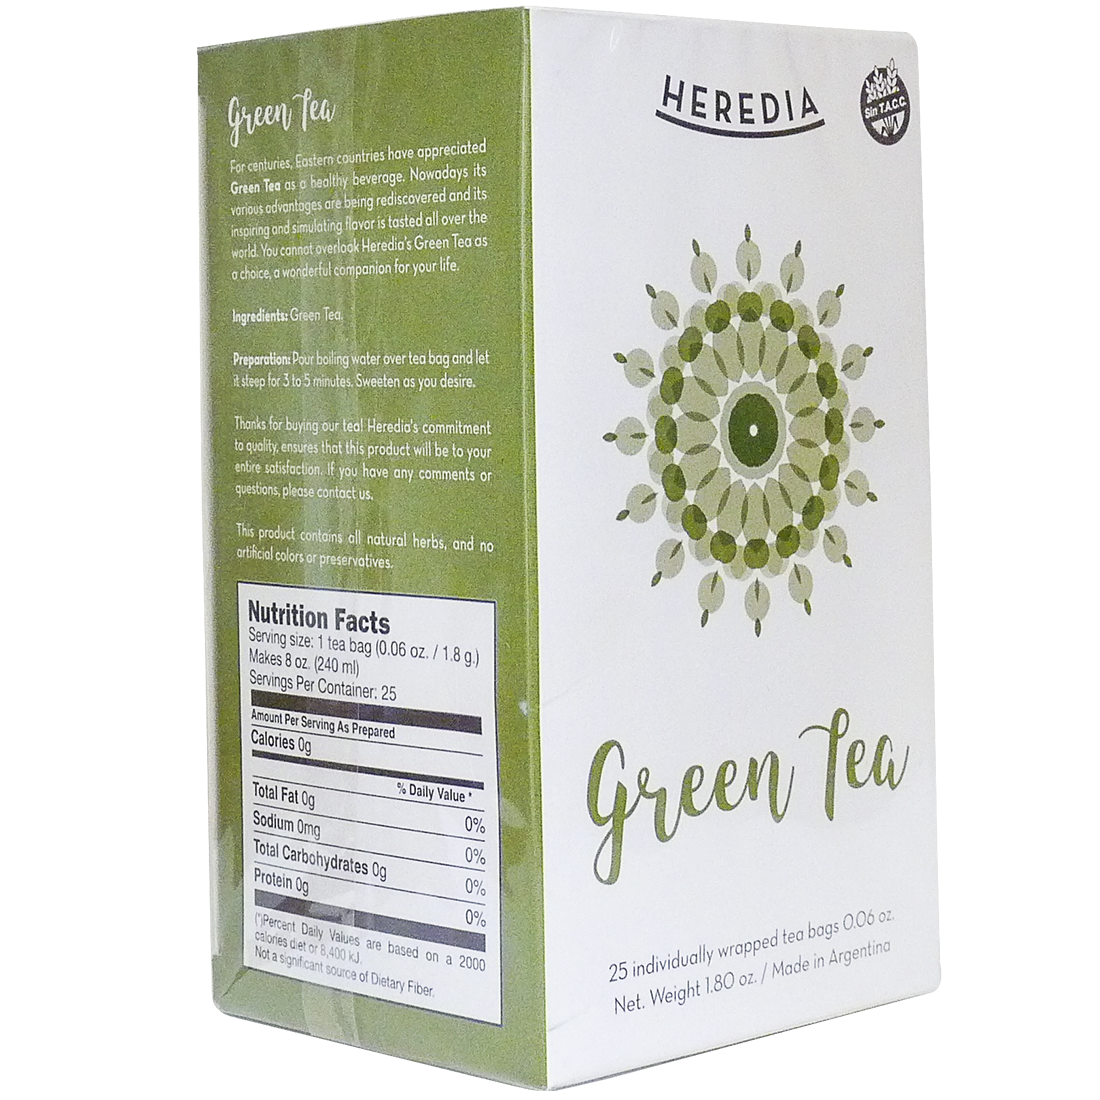 Green Tea
For centuries, Eastern countries have appreciated
Green Tea as a healthy beverage. Nowadays its
various advantages are being rediscovered and its
inspiring and simulating flavor is tasted all over the
world. You cannot overlook Heredia's Green Tea as
a choice, a wonderful companion for your life.
Ingredients: Green Tea.
Preparation: Pour boiling water over tea bag and let
it steep for 3 to 5 minutes. Sweeten as you desire.
Thanks for buying our tea! Heredia's commitment
to quality, ensures that this product will be to your
entire satisfaction. If you have any comments or
questions, please contact us.
This product contains all natural herbs, and no
artificial colors or preservatives.
Nutrition Facts
Serving size: 1 tea bag (0.06 oz. / 1.8 g.)
Makes 8 oz. (240 ml)
Servings Per Container: 25
Amount Per Serving As Prepared
Calories 0g
% Daily Value *
Total Fat 0g 0%
Sodium 0mg 0%
Total Carbohydrates 0g 0%
Protein 0g 0%
(*)Percent Daily Values are based on a 2000
calories diet or 8,400 kJ.
Not a significant source of Dietary Fiber.
HEREDIA
Sin T.A.C.C.
Green Tea
25 individually wrapped tea bags 0.06 oz.
Net. Weight 1.80 oz. / Made in Argentina